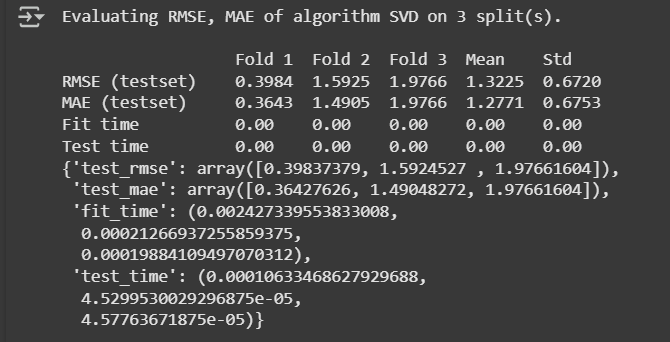 Evaluating RMSE, MAE of algorithm SVD on 3 split(s).
Fold 1 Fold 2 Fold 3 Mean Std
RMSE (testset) 0.3984 1.5925 1.9766 1.3225 0.6720
MAE (testset) 0.3643 1.4905 1.9766 1.2771 0.6753
Fit time 0.00 0.00 0.00 0.00 0.00
Test time 0.00 0.00 0.00 0.00 0.00
{'test_rmse': array([0.39837379, 1.5924527 , 1.97661604]),
'test_mae': array([0.36427626, 1.49048272, 1.97661604]),
'fit_time': (0.002427339553833008,
0.00021266937255859375,
0.00019884109497070312),
'test_time': (0.00010633468627929688,
4.5299530029296875e-05,
4.57763671875e-05)}